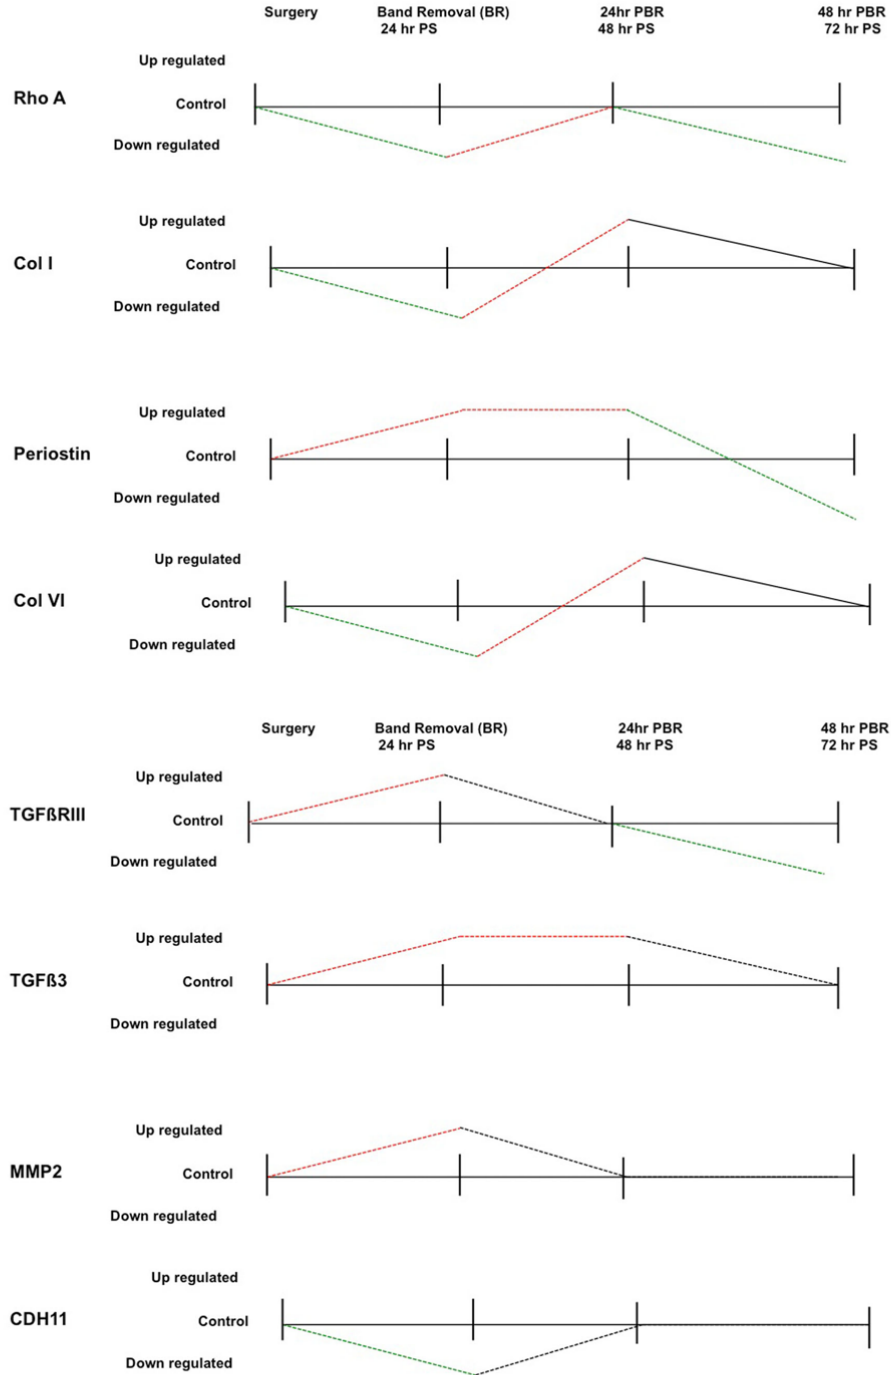 Surgery Band Removal (BR) 24hr PBR 48 hr PBR
24 hr PS 48 hr PS 72 hr PS
Up regulated
Rho A Control
Down regulated
Up regulated
Col I Control
Down regulated
Up regulated
Periostin Control
Down regulated
Up regulated
Col VI Control
Down regulated
Surgery Band Removal (BR) 24hr PBR 48 hr PBR
24 hr PS 48 hr PS 72 hr PS
Up regulated
TGFßRIII Control
Down regulated
Up regulated
TGFß3 Control
Down regulated
Up regulated
MMP2 Control
Down regulated
Up regulated
CDH11 Control
Down regulated